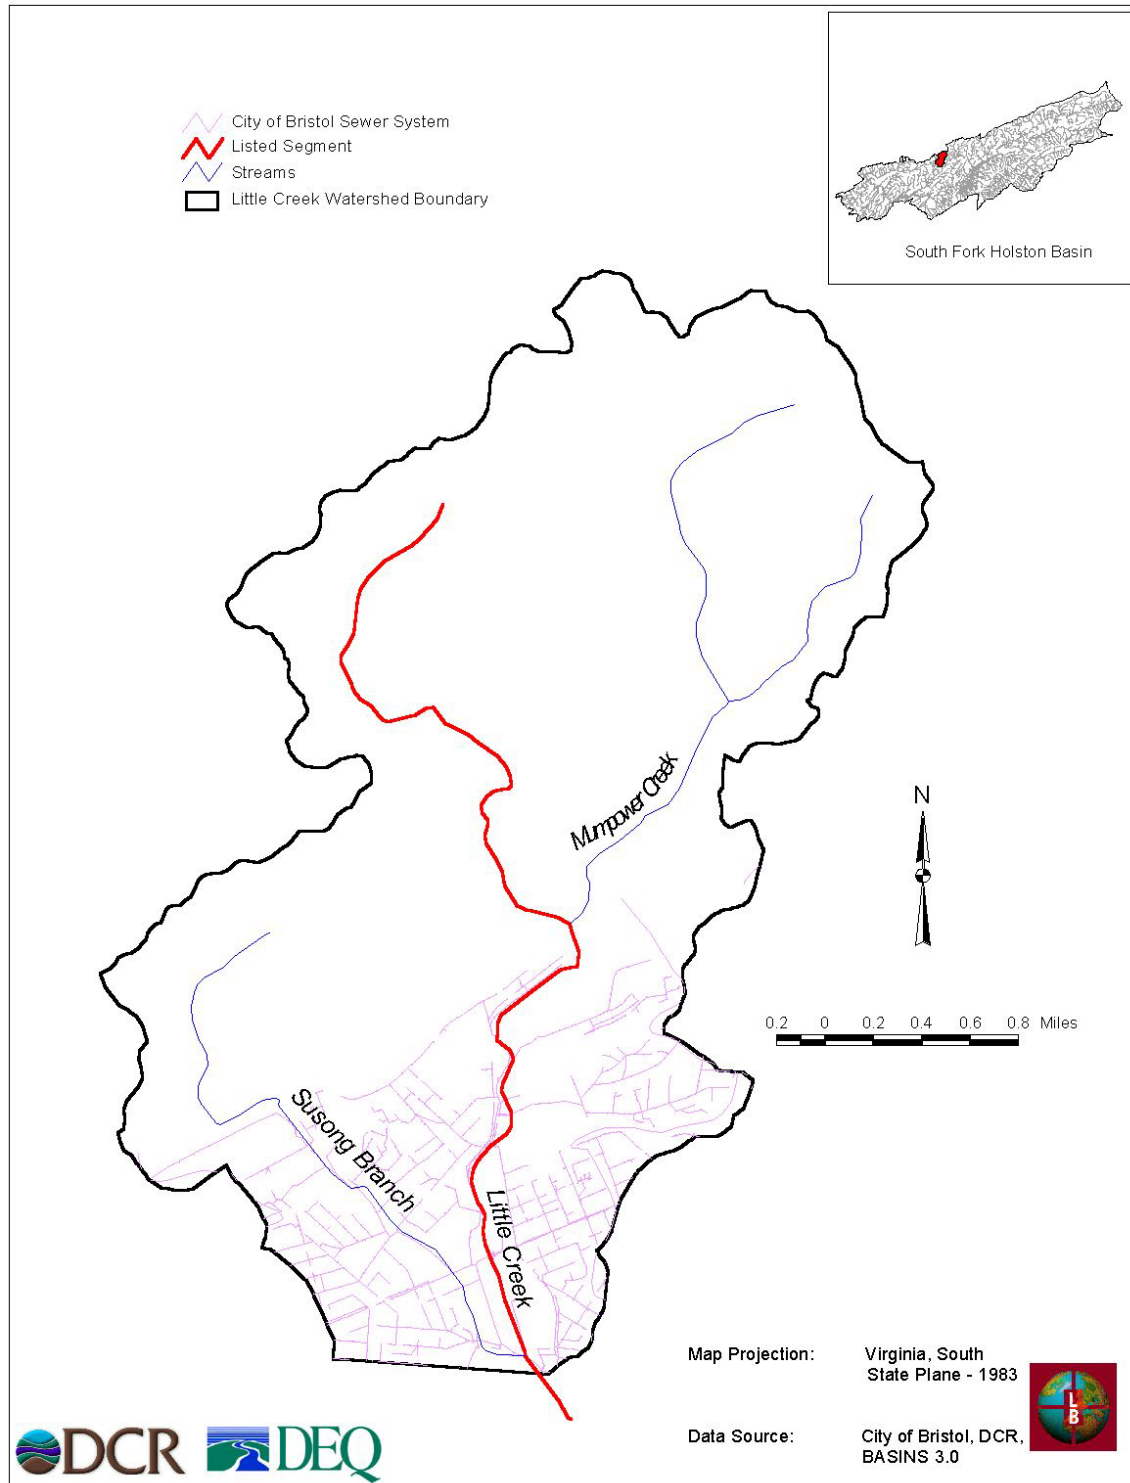 City of Bristol Sewer System
Listed Segment
Streams
Little Creek Watershed Boundary
South Fork Holston Basin
Mumpower Creek
N
0.2 0 0.2 0.4 0.6 0.8 Miles
Susong Branch
Little Creek
Map Projection: Virginia, South
State Plane - 1983
L
B
Data Source: City of Bristol, DCR,
BASINS 3.0
DCR
DEQ